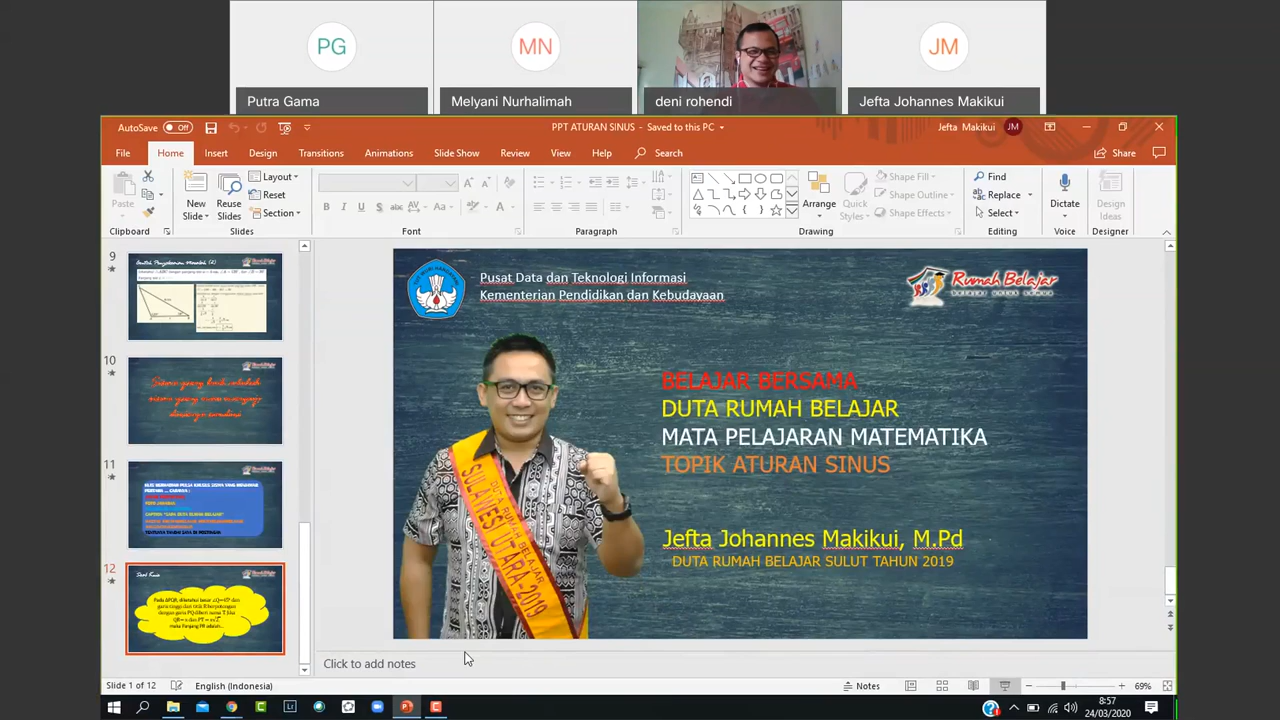 PG
MN
JM
Putra Gama
Melyani Nurhalimah
deni rohendi
Jefta Johannes Makikui
AutoSave Off
PPT ATURAN SINUS - Saved to this PC
Jefta Makikui JM
File Home Insert Design Transitions Animations Slide Show Review View Help Search Share
Paste
New Slide
Reuse Slides
Layout
Reset
Section
Arrange
Quick Styles
Shape Fill
Shape Outline
Shape Effects
Find
Replace
Select
Dictate
Design Ideas
Clipboard Slides Font Paragraph Drawing Editing Voice Designer
9
10
11
12
Pusat Data dan Teknologi Informasi
Kementerian Pendidikan dan Kebudayaan
Rumah Belajar
belajar untuk semua
BELAJAR BERSAMA
DUTA RUMAH BELAJAR
MATA PELAJARAN MATEMATIKA
TOPIK ATURAN SINUS
DUTA RUMAH BELAJAR
SULAWESI UTARA-2019
Jefta Johannes Makikui, M.Pd
DUTA RUMAH BELAJAR SULUT TAHUN 2019
Click to add notes
Slide 1 of 12
English (Indonesia)
Notes
69%
8:57
24/03/2020